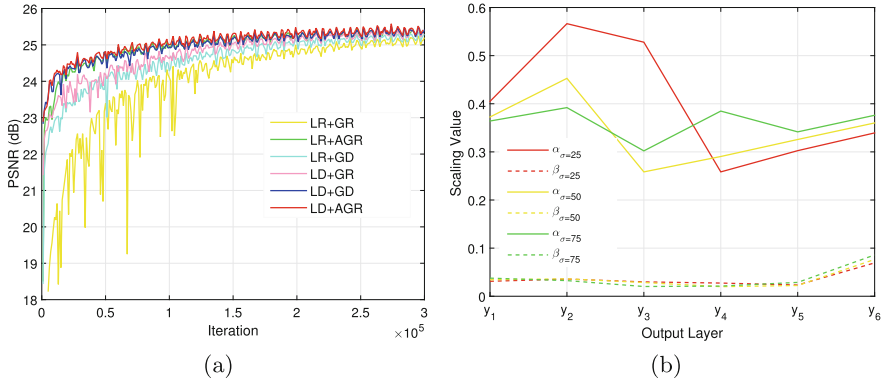 26
25
24
23
22
21
20
19
18
PSNR (dB)
0
0.5
1
1.5
2
2.5
3
×10^5
Iteration
LR+GR
LR+AGR
LR+GD
LD+GR
LD+GD
LD+AGR
(a)
0.6
0.5
0.4
0.3
0.2
0.1
0
Scaling Value
α_σ=25
β_σ=25
α_σ=50
β_σ=50
α_σ=75
β_σ=75
y_1
y_2
y_3
y_4
y_5
y_6
Output Layer
(b)